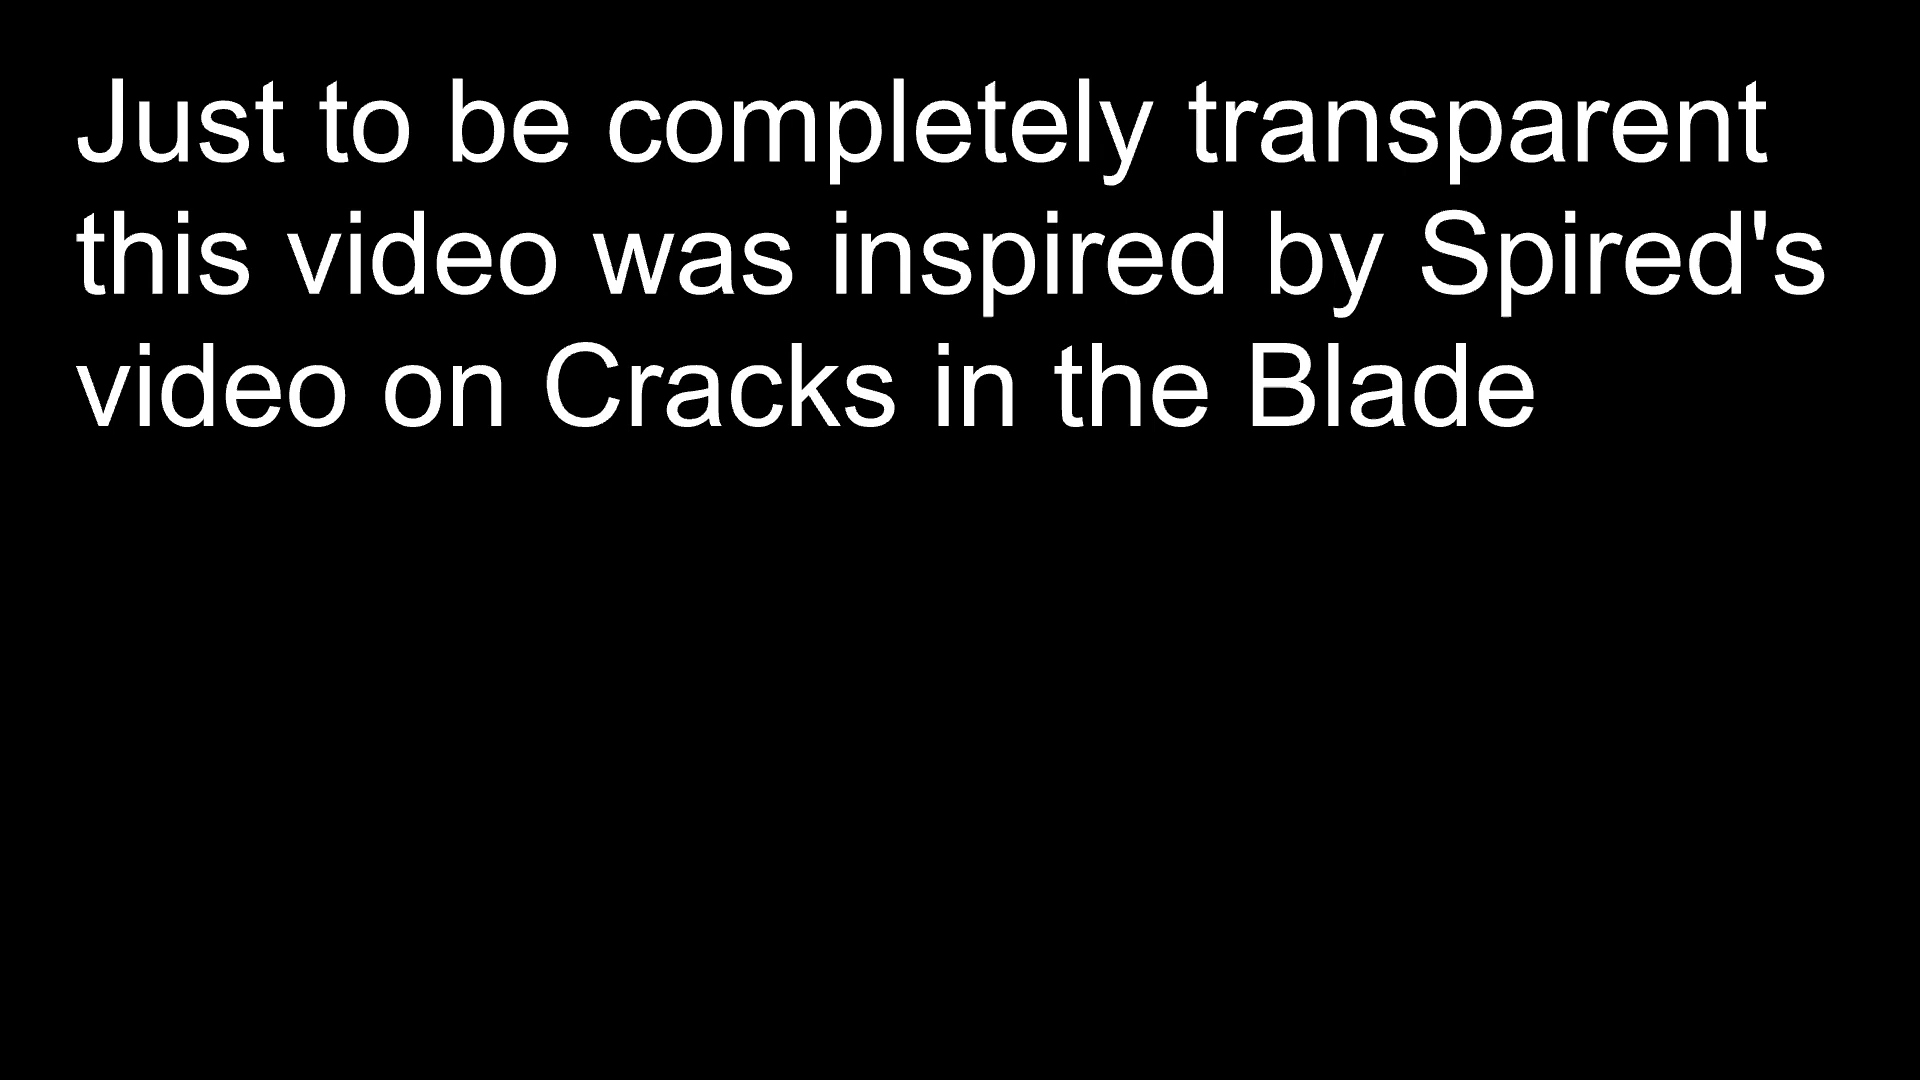 Just to be completely transparent
this video was inspired by Spired's
video on Cracks in the Blade